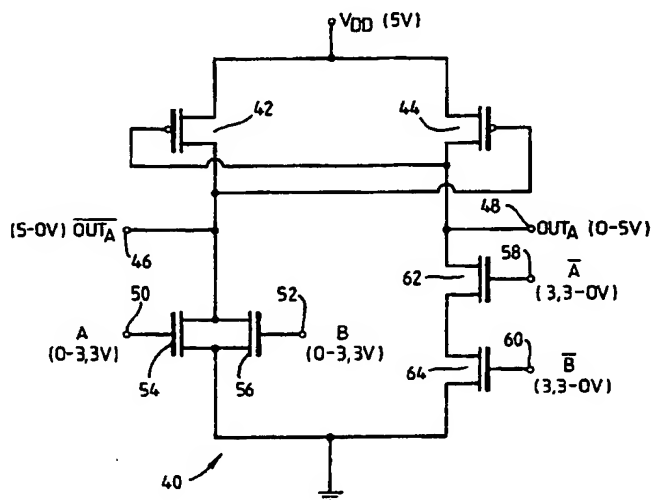 VDD (5V)
42
44
(5-0V) O̅U̅T̅A̅
46
48
OUTA (0-5V)
58
A̅
(3,3-0V)
62
50
52
A
(0-3,3V)
B
(0-3,3V)
54
56
60
B̅
(3,3-0V)
64
40